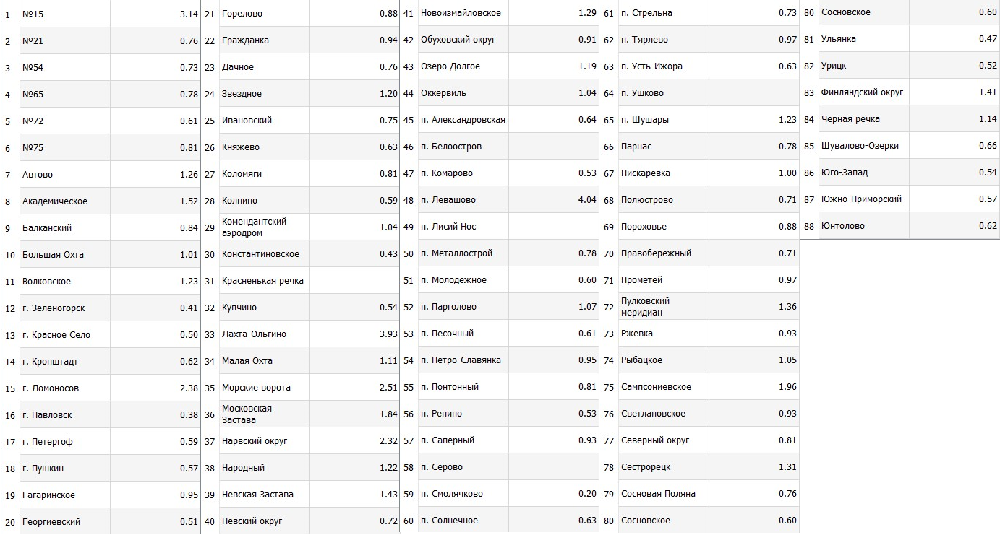 1 №15 3.14
2 №21 0.76
3 №54 0.73
4 №65 0.78
5 №72 0.61
6 №75 0.81
7 Автово 1.26
8 Академическое 1.52
9 Балканский 0.84
10 Большая Охта 1.01
11 Волковское 1.23
12 г. Зеленогорск 0.41
13 г. Красное Село 0.50
14 г. Кронштадт 0.62
15 г. Ломоносов 2.38
16 г. Павловск 0.38
17 г. Петергоф 0.59
18 г. Пушкин 0.57
19 Гагаринское 0.95
20 Георгиевский 0.51
21 Горелово 0.88
22 Гражданка 0.94
23 Дачное 0.76
24 Звездное 1.20
25 Ивановский 0.75
26 Княжево 0.63
27 Коломяги 0.81
28 Колпино 0.59
29 Комендантский
аэродром 1.04
30 Константиновское 0.43
31 Красненькая речка
32 Купчино 0.54
33 Лахта-Ольгино 3.93
34 Малая Охта 1.11
35 Морские ворота 2.51
36 Московская
Застава 1.84
37 Нарвский округ 2.32
38 Народный 1.22
39 Невская Застава 1.43
40 Невский округ 0.72
41 Новоизмайловское 1.29
42 Обуховский округ 0.91
43 Озеро Долгое 1.19
44 Оккервиль 1.04
45 п. Александровская 0.64
46 п. Белоостров
47 п. Комарово 0.53
48 п. Левашово 4.04
49 п. Лисий Нос
50 п. Металлострой 0.78
51 п. Молодежное 0.60
52 п. Парголово 1.07
53 п. Песочный 0.61
54 п. Петро-Славянка 0.95
55 п. Понтонный 0.81
56 п. Репино 0.53
57 п. Саперный 0.93
58 п. Серово
59 п. Смолячково 0.20
60 п. Солнечное 0.63
61 п. Стрельна 0.73
62 п. Тярлево 0.97
63 п. Усть-Ижора 0.63
64 п. Ушково
65 п. Шушары 1.23
66 Парнас 0.78
67 Пискаревка 1.00
68 Полюстрово 0.71
69 Пороховье 0.88
70 Правобережный 0.71
71 Прометей 0.97
72 Пулковский
меридиан 1.36
73 Ржевка 0.93
74 Рыбацкое 1.05
75 Сампсониевское 1.96
76 Светлановское 0.93
77 Северный округ 0.81
78 Сестрорецк 1.31
79 Сосновая Поляна 0.76
80 Сосновское 0.60
80 Сосновское 0.60
81 Ульянка 0.47
82 Урицк 0.52
83 Финляндский округ 1.41
84 Черная речка 1.14
85 Шувалово-Озерки 0.66
86 Юго-Запад 0.54
87 Южно-Приморский 0.57
88 Юнтолово 0.62